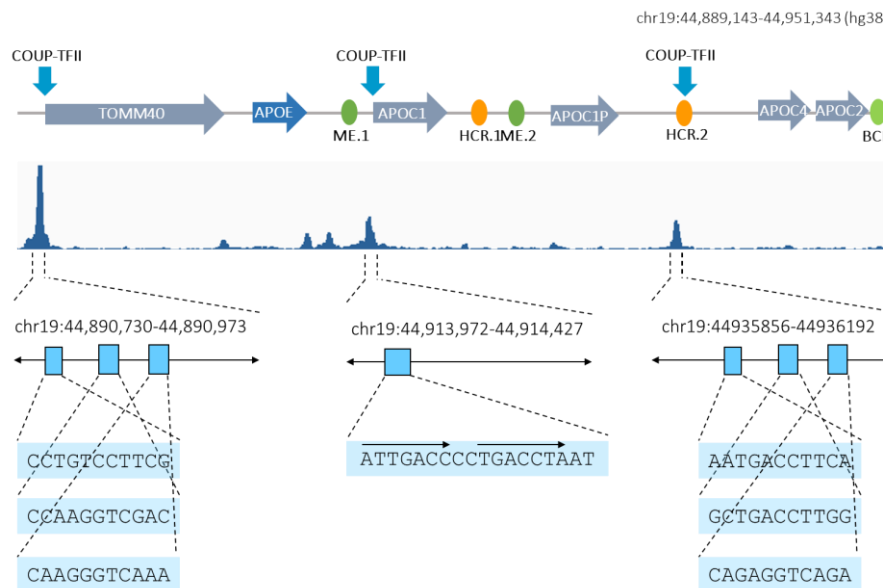 chr19:44,889,143-44,951,343 (hg38
COUP-TFII COUP-TFII COUP-TFII
TOMM40 APOE APOC1 APOC1P APOC4 APOC2
ME.1 HCR.1 ME.2 HCR.2 BC
chr19:44,890,730-44,890,973 chr19:44,913,972-44,914,427 chr19:44935856-44936192
CCTGTCCTTCG ATTGACCCCTGACCTAAT AATGACCTTCA
CCAAGGTCGAC GCTGACCTTGG
CAAGGGTCAAA CAGAGGTCAGA